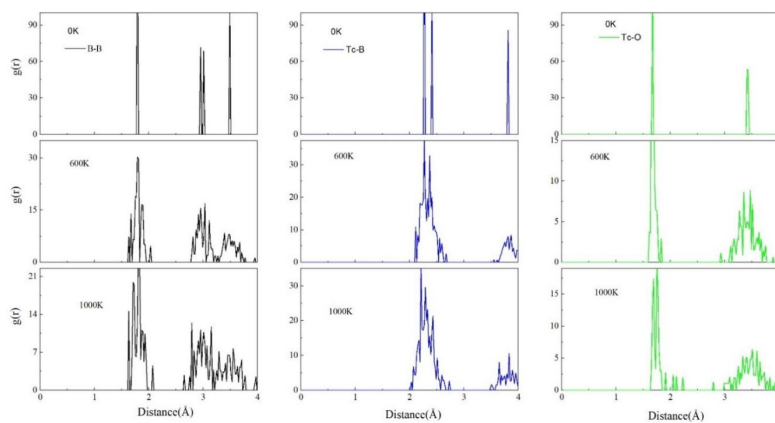 90
60
30
0
g(r)
0K
B-B
90
60
30
0
0K
Tc-B
90
60
30
0
g(r)
0K
Tc-O
30
15
0
g(r)
600K
30
20
10
0
600K
15
10
5
0
g(r)
600K
21
14
7
0
g(r)
1000K
0 1 2 3 4
Distance(Å)
30
20
10
0
1000K
0 1 2 3 4
Distance(Å)
15
10
5
0
g(r)
1000K
0 1 2 3
Distance(Å)